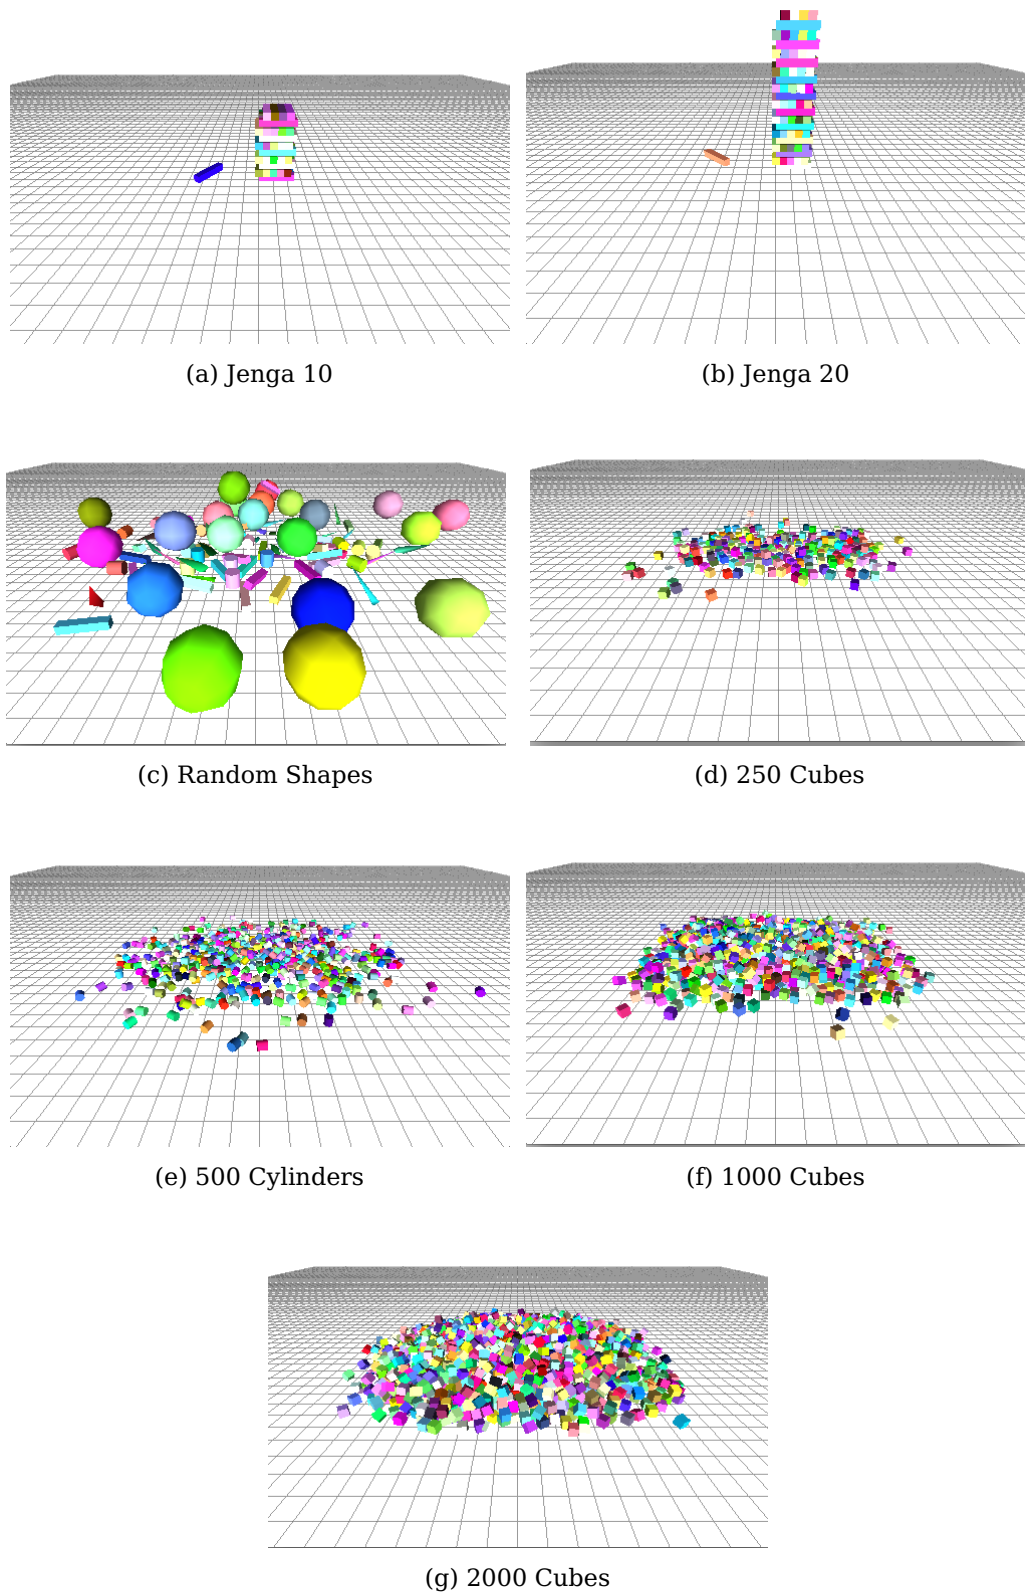 (a) Jenga 10
(b) Jenga 20
(c) Random Shapes
(d) 250 Cubes
(e) 500 Cylinders
(f) 1000 Cubes
(g) 2000 Cubes